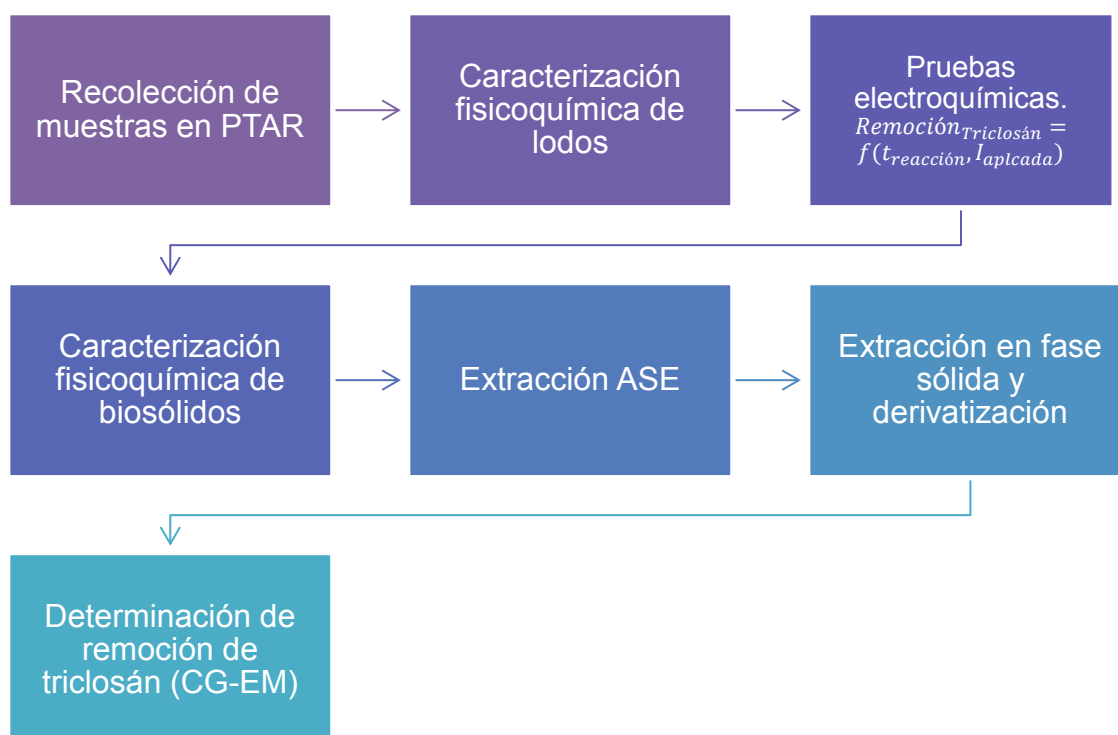 Recolección de
muestras en PTAR
Caracterización
fisicoquímica de
lodos
Pruebas
electroquímicas.
Remoción_Triclosán =
f(t_reacción, I_aplcada)
Caracterización
fisicoquímica de
biosólidos
Extracción ASE
Extracción en fase
sólida y
derivatización
Determinación de
remoción de
triclosán (CG-EM)